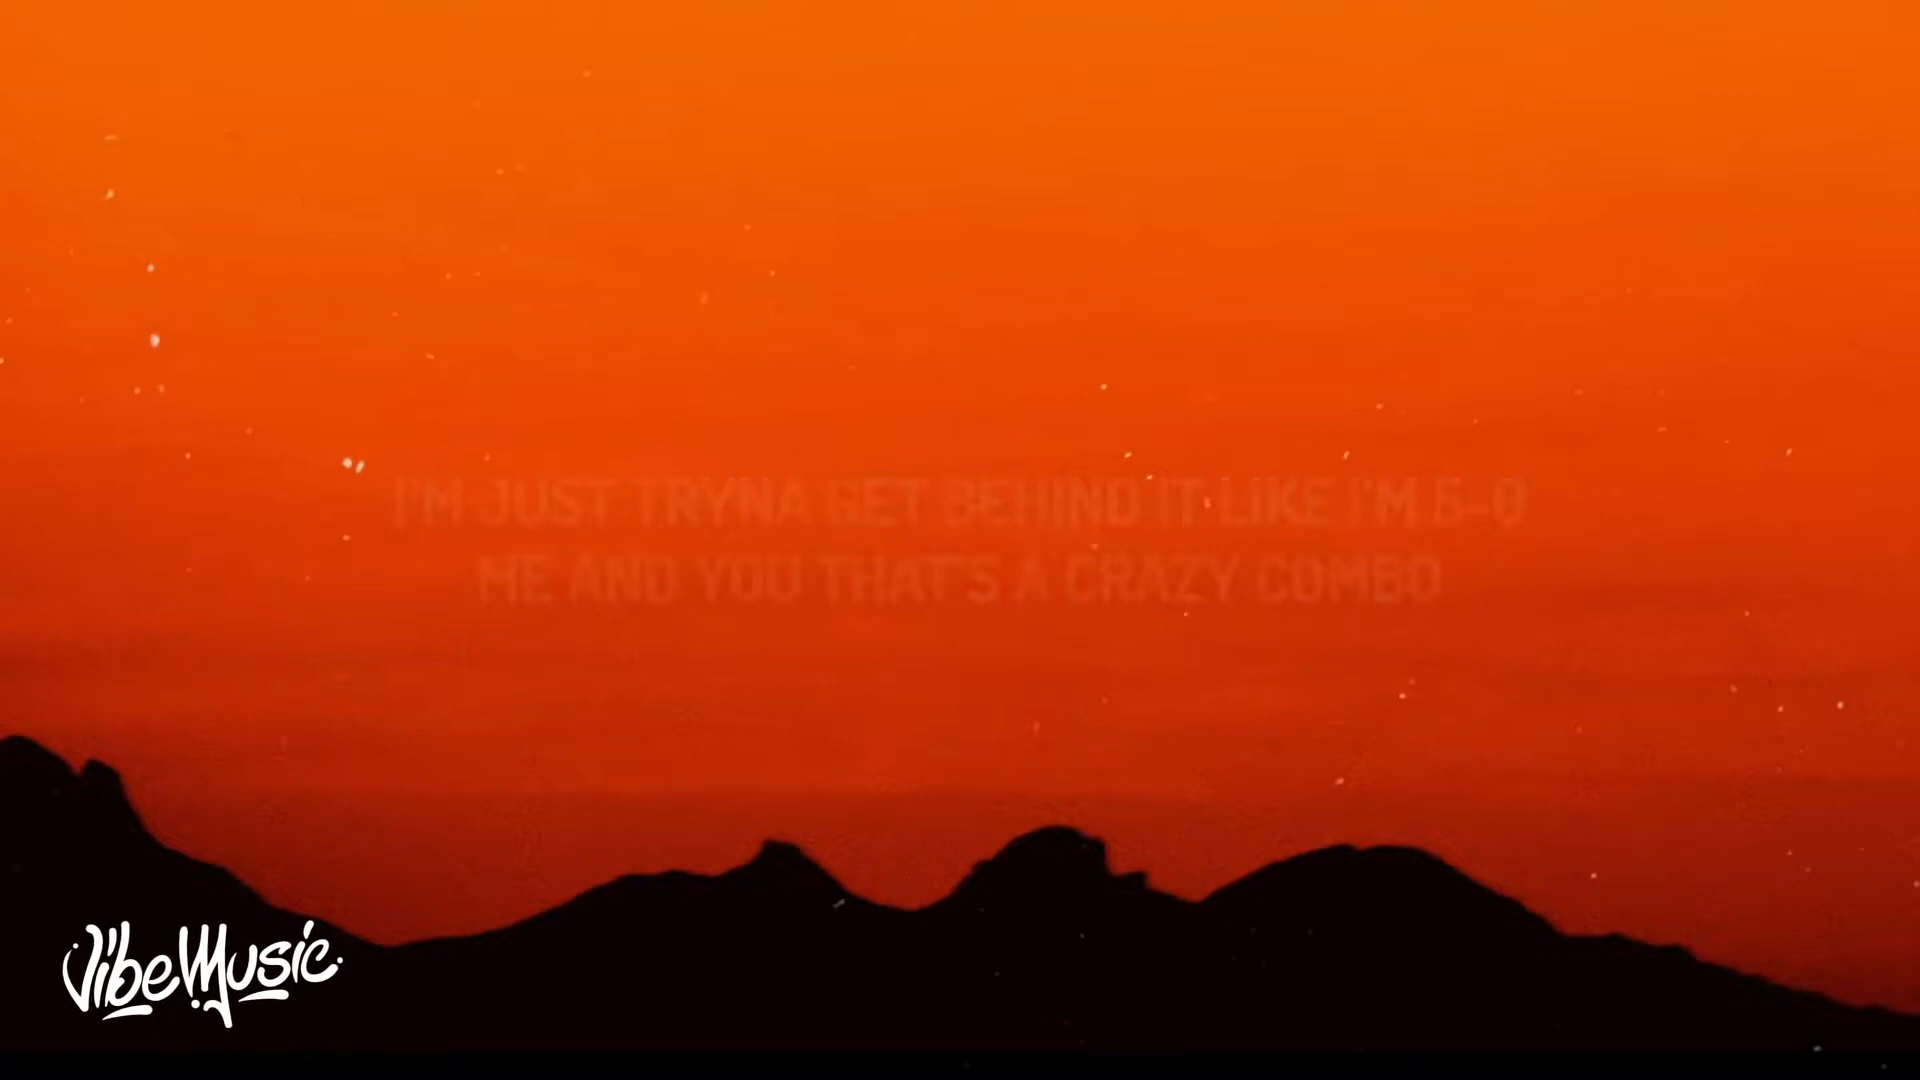 I'M JUST TRYNA GET BEHIND IT LIKE I'M 5-0
ME AND YOU THAT'S A CRAZY COMBO
VibeMusic